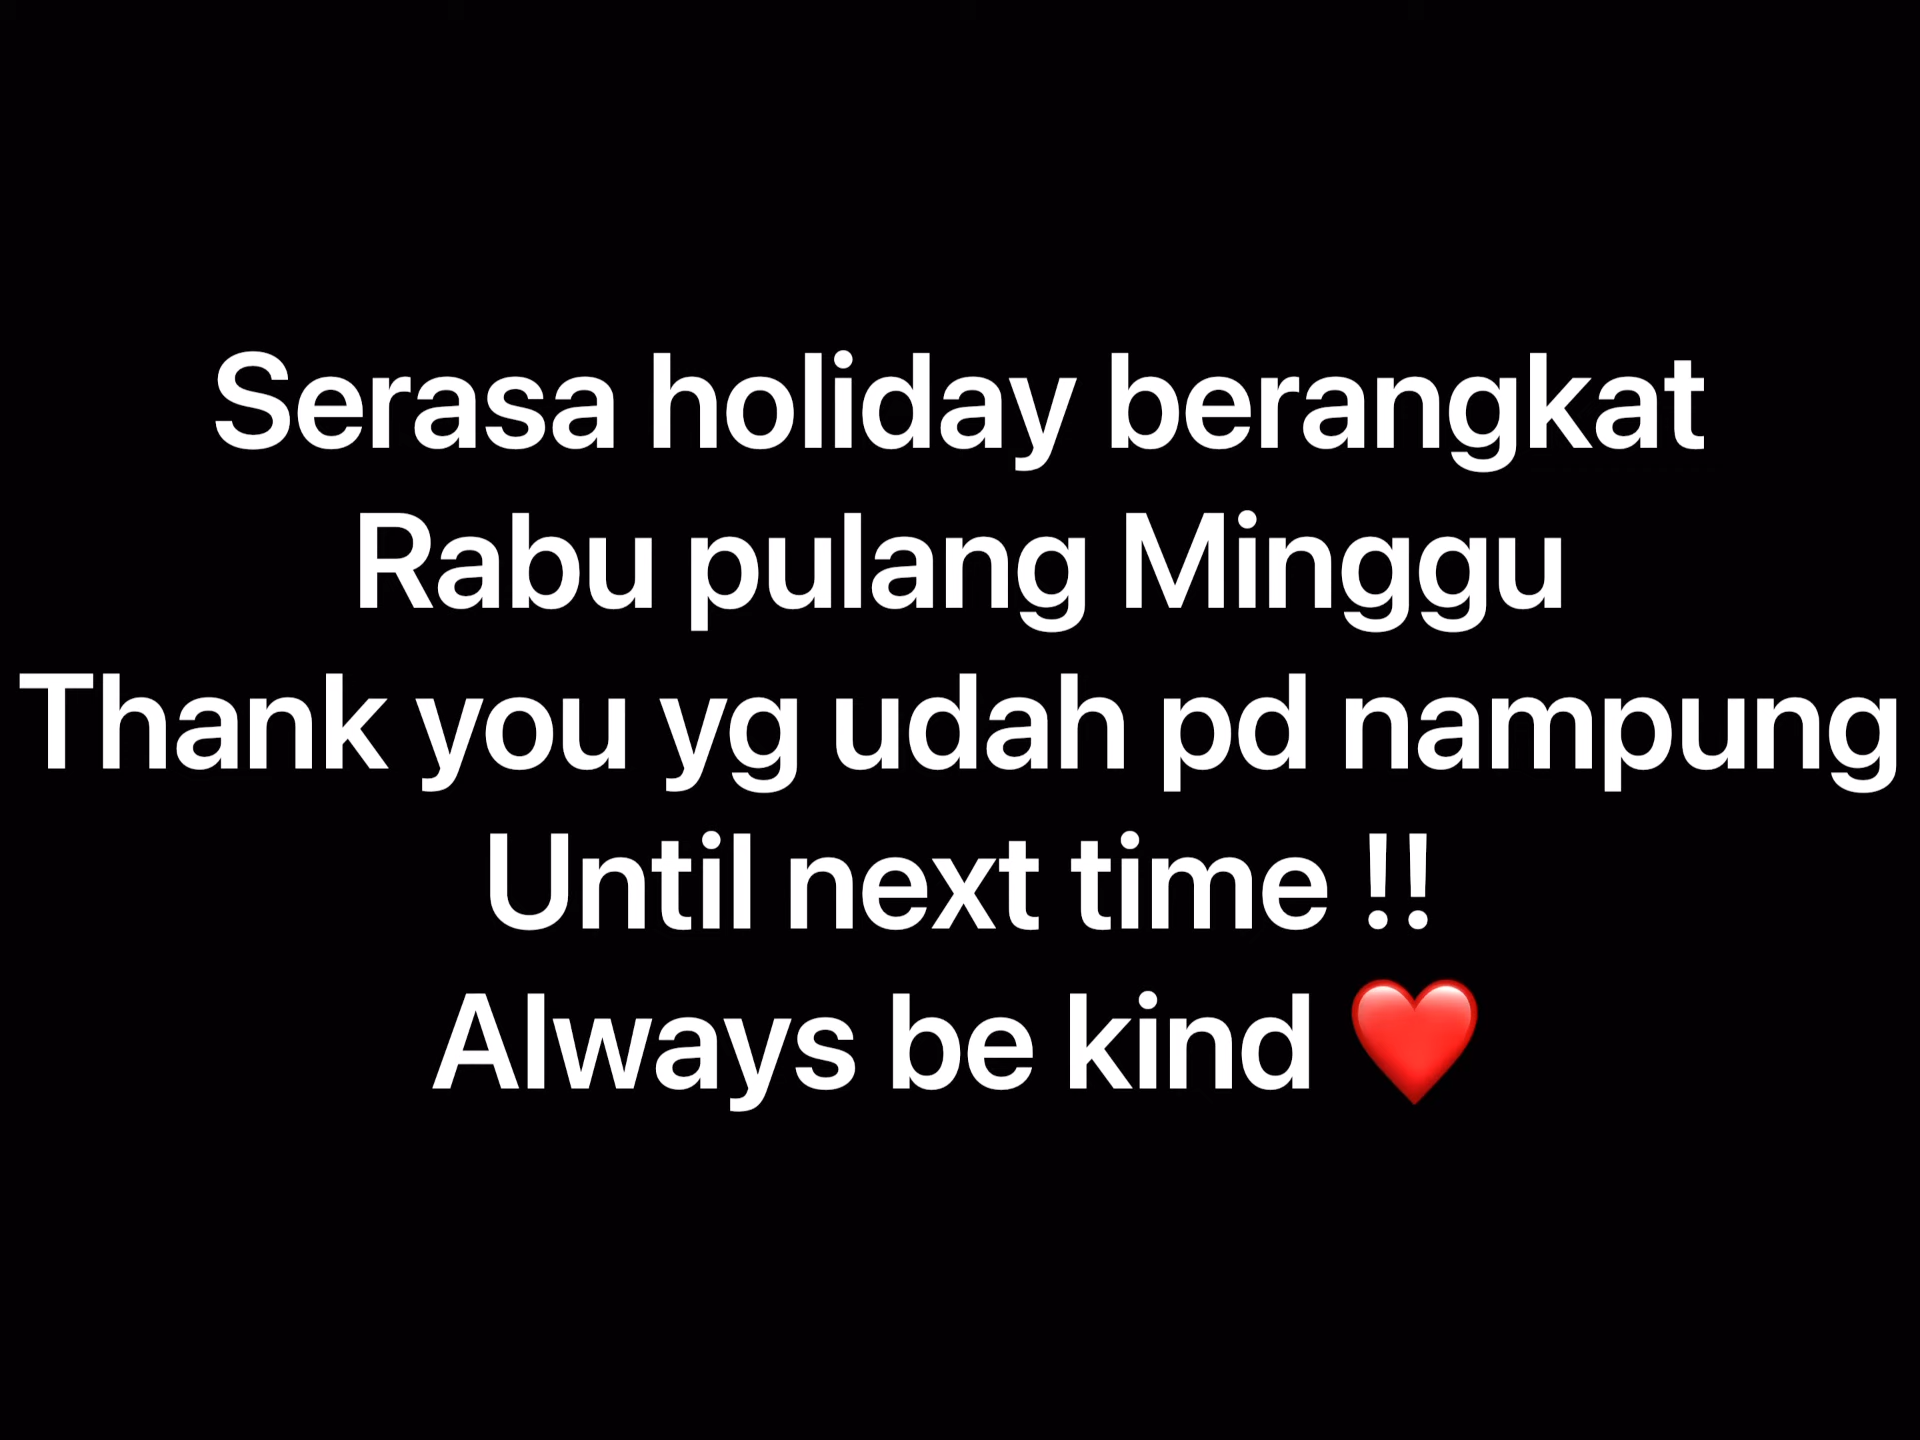 Serasa holiday berangkat
Rabu pulang Minggu
Thank you yg udah pd nampung
Until next time !!
Always be kind ❤️